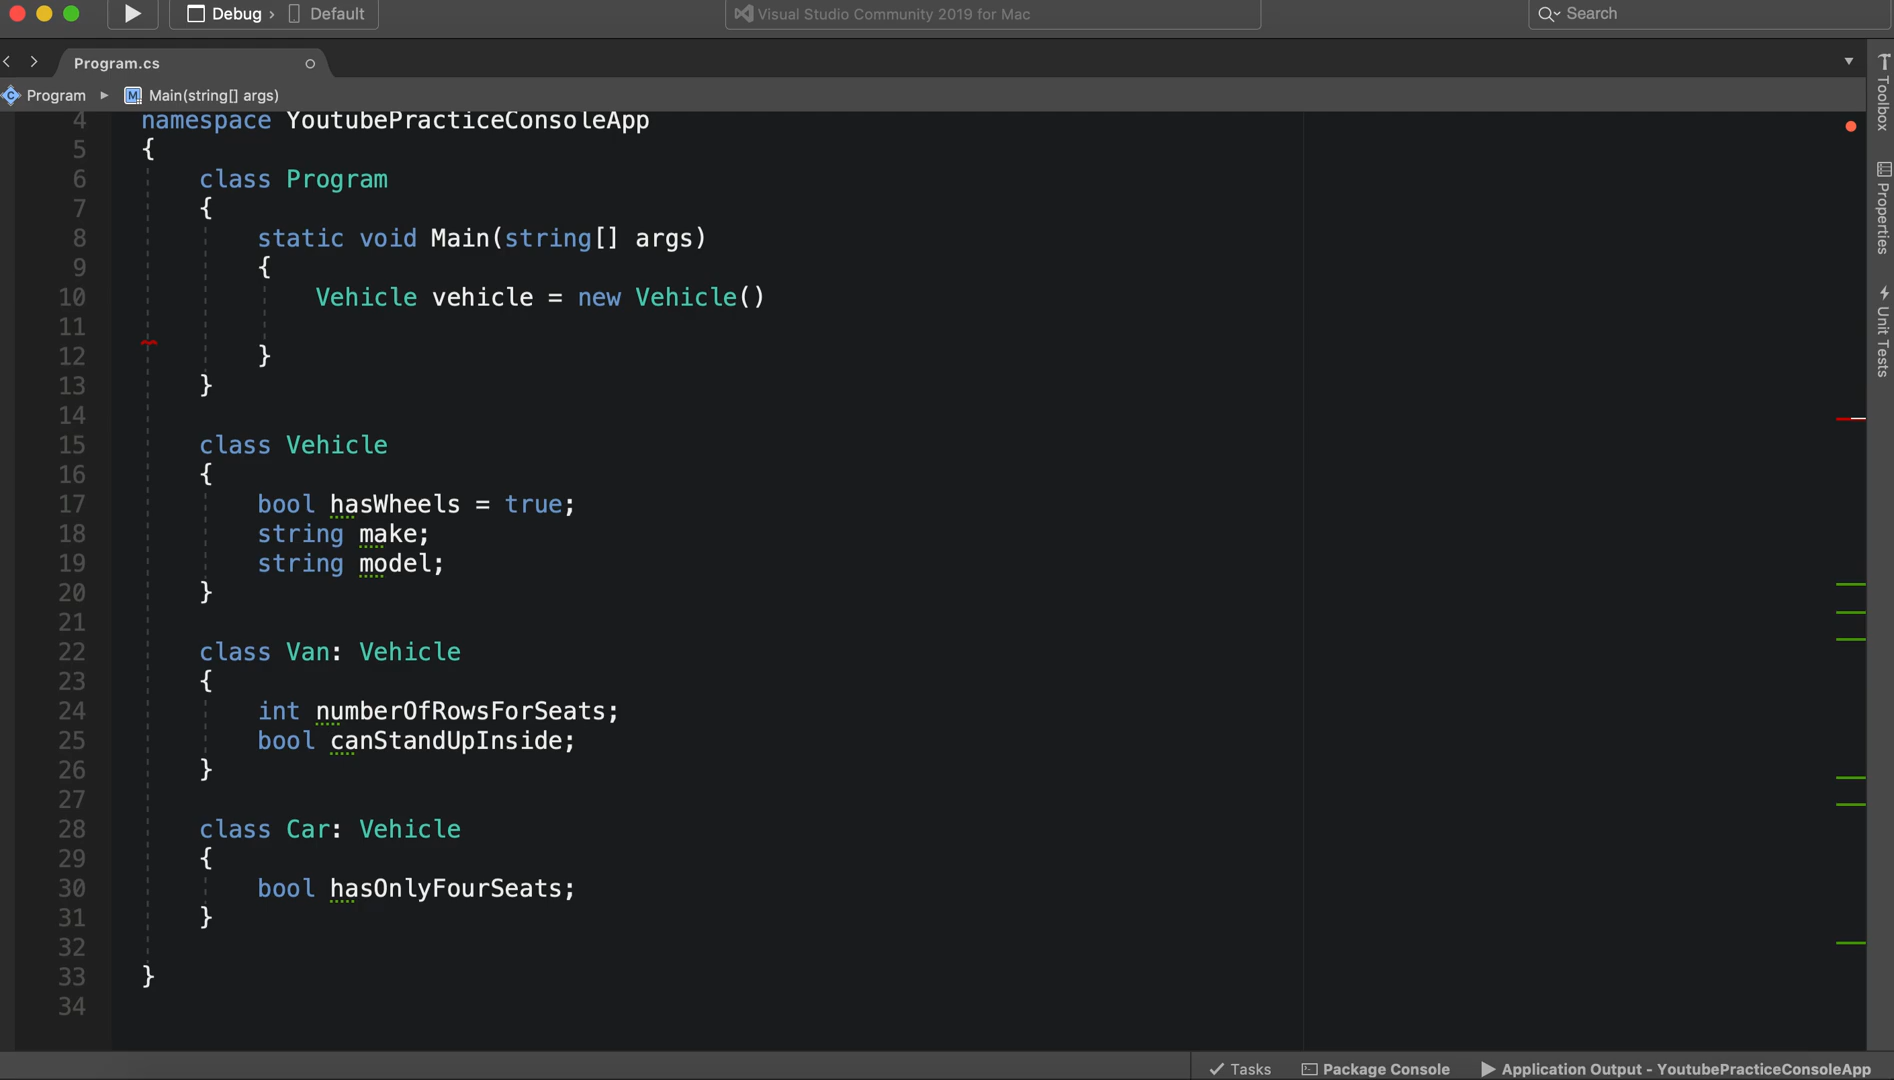 Debug › Default
Visual Studio Community 2019 for Mac
Search
Program.cs
Program ▸ M Main(string[] args)
4 namespace YoutubePracticeConsoleApp
5 {
6 class Program
7 {
8 static void Main(string[] args)
9 {
10 Vehicle vehicle = new Vehicle()
11
12 }
13 }
14
15 class Vehicle
16 {
17 bool hasWheels = true;
18 string make;
19 string model;
20 }
21
22 class Van: Vehicle
23 {
24 int numberOfRowsForSeats;
25 bool canStandUpInside;
26 }
27
28 class Car: Vehicle
29 {
30 bool hasOnlyFourSeats;
31 }
32
33 }
34
Toolbox
Properties
Unit Tests
Tasks
Package Console
Application Output - YoutubePracticeConsoleApp